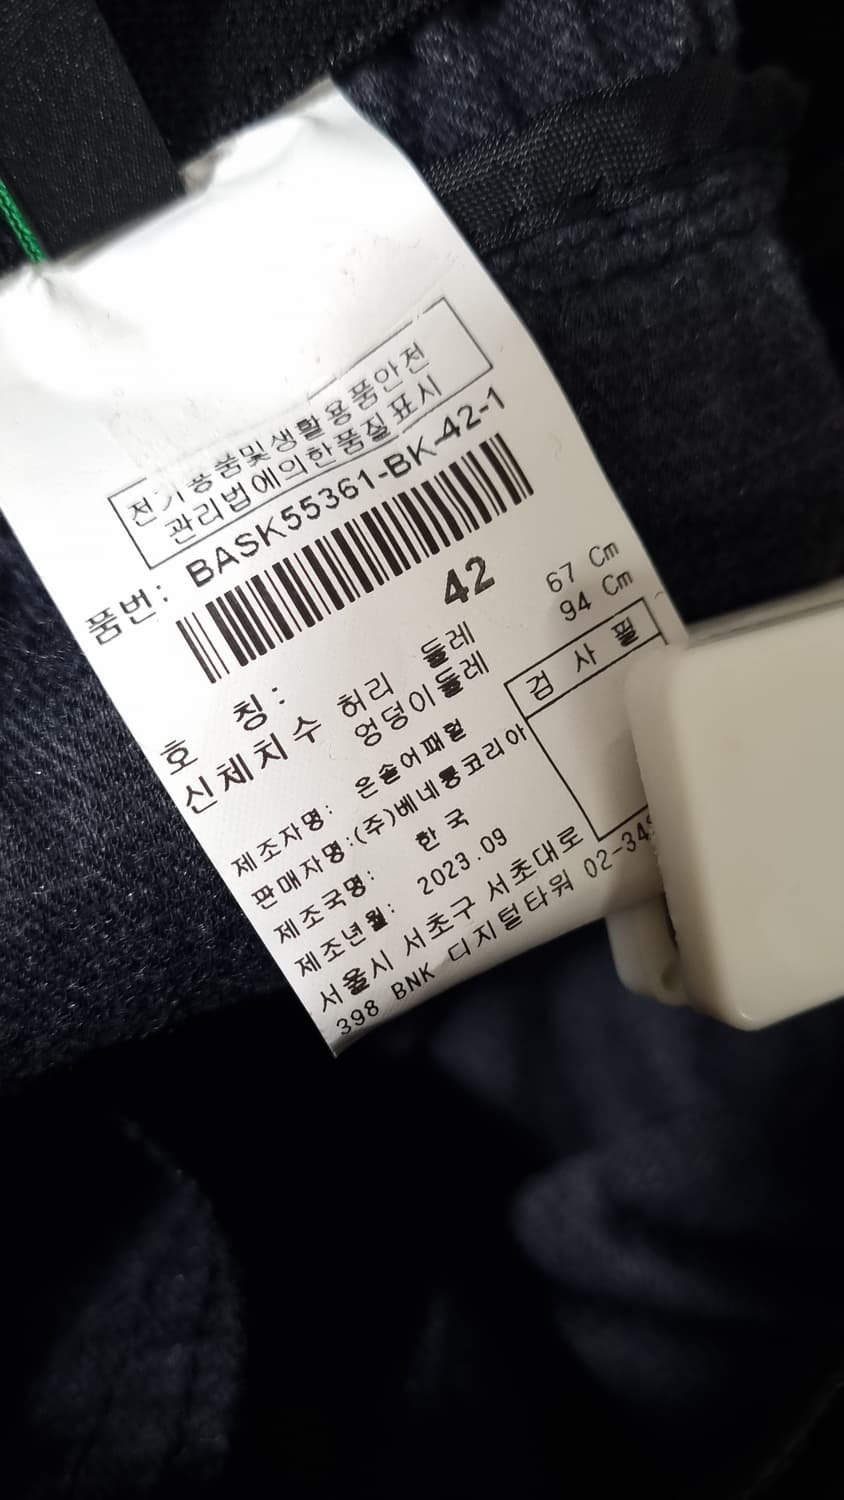 전기용품및생활용품안전
관리법에의한품질표시
품번: BASK55361-BK-42-1
호 칭: 42
신체치수 허리 둘레 67 Cm
엉덩이둘레 94 Cm
검 사 필
제조자명: 은솔어패럴
판매자명:(주)베네통코리아
제조국명: 한국
제조년월: 2023.09
서울시 서초구 서초대로
398 BNK 디지털타워 02-34